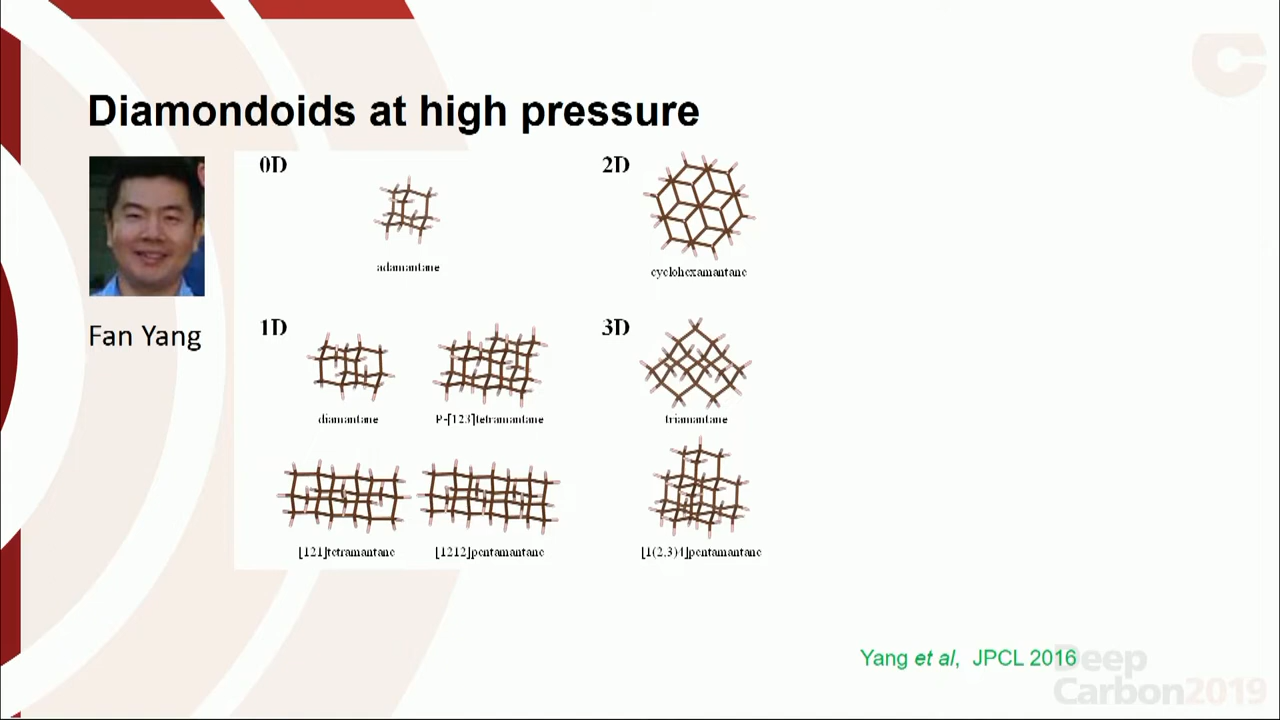 Diamondoids at high pressure
Fan Yang
0D
adamantane
2D
cyclohexamantane
1D
diamantane
P-[123]tetramantane
[121]tetramantane
[1212]pentamantane
3D
triamantane
[1(2,3)4]pentamantane
Yang et al, JPCL 2016
Deep
Carbon2019